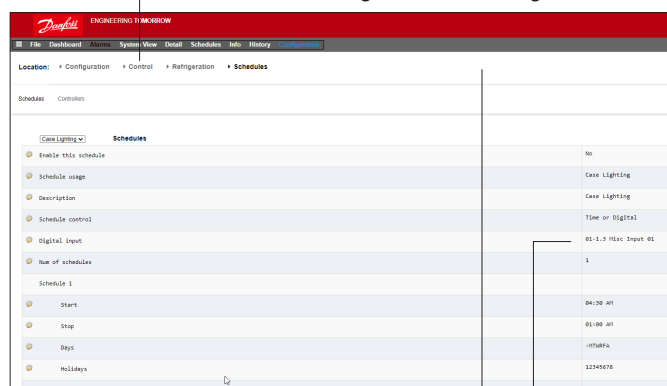 Danfoss
ENGINEERING TOMORROW
File Dashboard Alarms System View Detail Schedules Info History Configuration
Location: Configuration Control Refrigeration Schedules
Schedules Controllers
Case Lighting Schedules
Enable this schedule No
Schedule usage Case Lighting
Description Case Lighting
Schedule control Time or Digital
Digital input 01-1.3 Misc Input 01
Num of schedules 1
Schedule 1
Start 04:30 AM
Stop 01:00 AM
Days -MTWRFA
Holidays 12345678